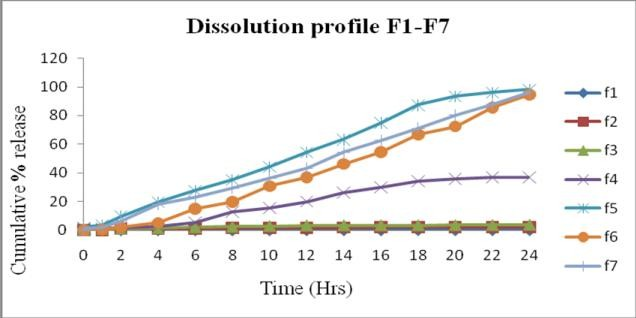 Dissolution profile F1-F7
Cumulative % release
120
100
80
60
40
20
0
0 2 4 6 8 10 12 14 16 18 20 22 24
Time (Hrs)
f1
f2
f3
f4
f5
f6
f7